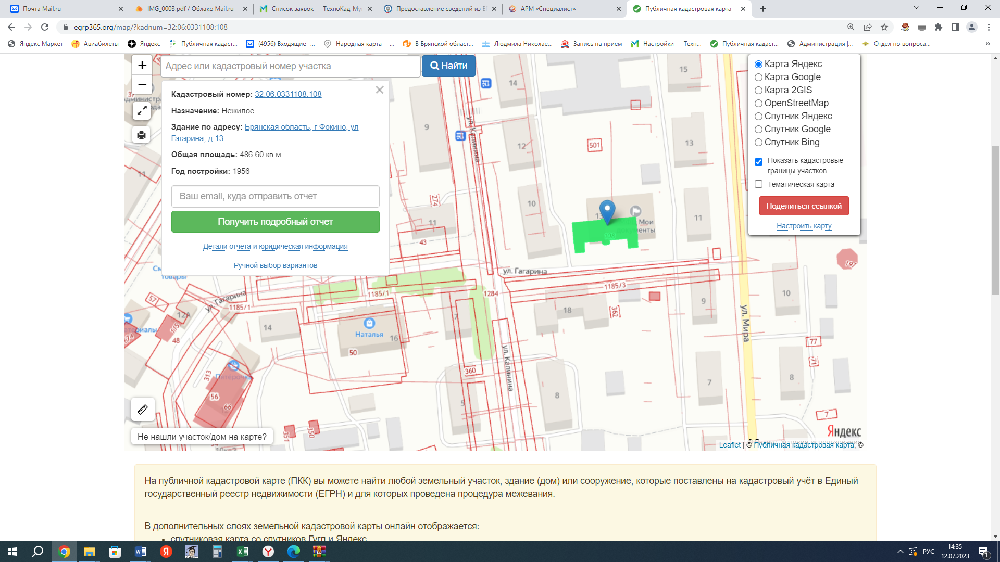 Почта Mail.ru
IMG_0003.pdf / Облако Mail.ru
Список заявок — ТехноКад-Му
Предоставление сведений из Е
АРМ «Специалист»
Публичная кадастровая карта -
egrp365.org/map/?kadnum=32:06:0331108:108
Яндекс Маркет
Авиабилеты
Яндекс
Публичная кадаст...
(4956) Входящие -...
Народная карта —...
В Брянской област...
Людмила Николае...
Запись на прием
Настройки — Техн...
Публичная кадаст...
Администрация |...
Отдел по вопроса...
»
+
−
Адрес или кадастровый номер участка
Найти
Кадастровый номер: 32:06:0331108:108
Назначение: Нежилое
Здание по адресу: Брянская область, г Фокино, ул
Гагарина, д 13
Общая площадь: 486.60 кв.м.
Год постройки: 1956
Ваш email, куда отправить отчет
Получить подробный отчет
Детали отчета и юридическая информация
Ручной выбор вариантов
Карта Яндекс
Карта Google
Карта 2GIS
OpenStreetMap
Спутник Яндекс
Спутник Google
Спутник Bing
Показать кадастровые
границы участков
Тематическая карта
Поделиться ссылкой
Настроить карту
14
15
9
ул. Калинина
12
501
13
11
10
274
11
43
Мои
документы
108
11
ул. Гагарина
197
товары
1185/1
1284
1185/3
57
ул. Гагарина
1185/1
12А
115
48
14
Наталья
16
50
7
18
362
9
10
ул. Мира
77
71
313
Пятёрочка
56
66
360
ул. Калинина
5
8
7
8
7
351
350
Яндекс
Не нашли участок/дом на карте?
Условия использования
Leaflet | © Публичная кадастровая карта, ©
На публичной кадастровой карте (ПКК) вы можете найти любой земельный участок, здание (дом) или сооружение, которые поставлены на кадастровый учёт в Единый
государственный реестр недвижимости (ЕГРН) и для которых проведена процедура межевания.
В дополнительных слоях земельной кадастровой карты онлайн отображается:
• спутниковая карта со спутников Гугл и Яндекс
РУС
14:35
12.07.2023
1